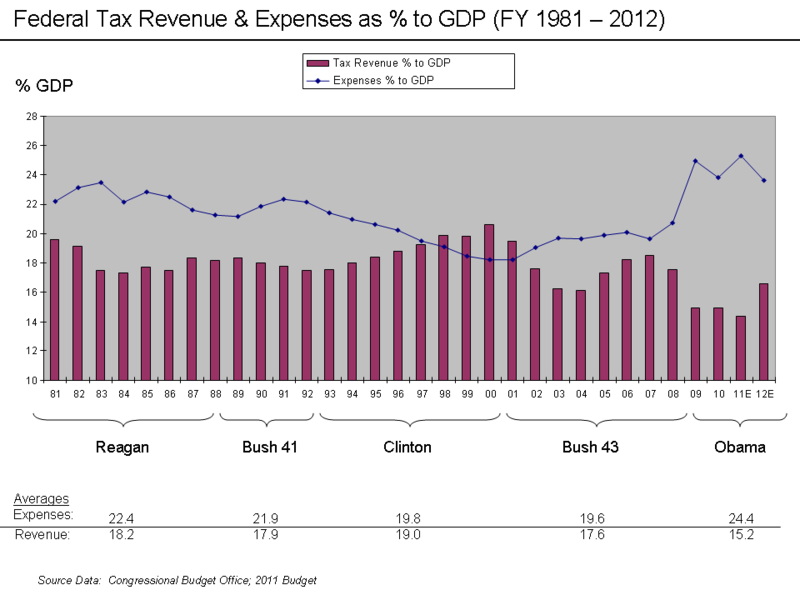 Federal Tax Revenue & Expenses as % to GDP (FY 1981 – 2012)
Tax Revenue % to GDP
Expenses % to GDP
% GDP
28
26
24
22
20
18
16
14
12
10
81 82 83 84 85 86 87 88 89 90 91 92 93 94 95 96 97 98 99 00 01 02 03 04 05 06 07 08 09 10 11E 12E
Reagan Bush 41 Clinton Bush 43 Obama
Averages
Expenses: 22.4 21.9 19.8 19.6 24.4
Revenue: 18.2 17.9 19.0 17.6 15.2
Source Data: Congressional Budget Office; 2011 Budget